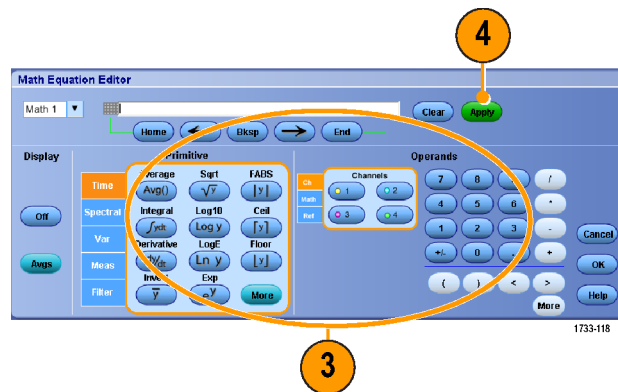 4
Math Equation Editor
Math 1
Clear
Apply
Home
Bksp
End
Display
Primitive
Operands
Time
Spectral
Var
Meas
Filter
Off
Avgs
Average
Sqrt
FABS
Avg()
√y
|y|
Integral
Log10
Ceil
∫ydt
Log y
⌈y⌉
Derivative
LogE
Floor
dy/dt
Ln y
⌊y⌋
Invert
Exp
y̅
e^y
More
Ch
Math
Ref
Channels
1
2
3
4
7
8
/
4
5
6
*
1
2
3
-
+/-
0
.
+
(
)
<
>
More
Cancel
OK
Help
1733-118
3